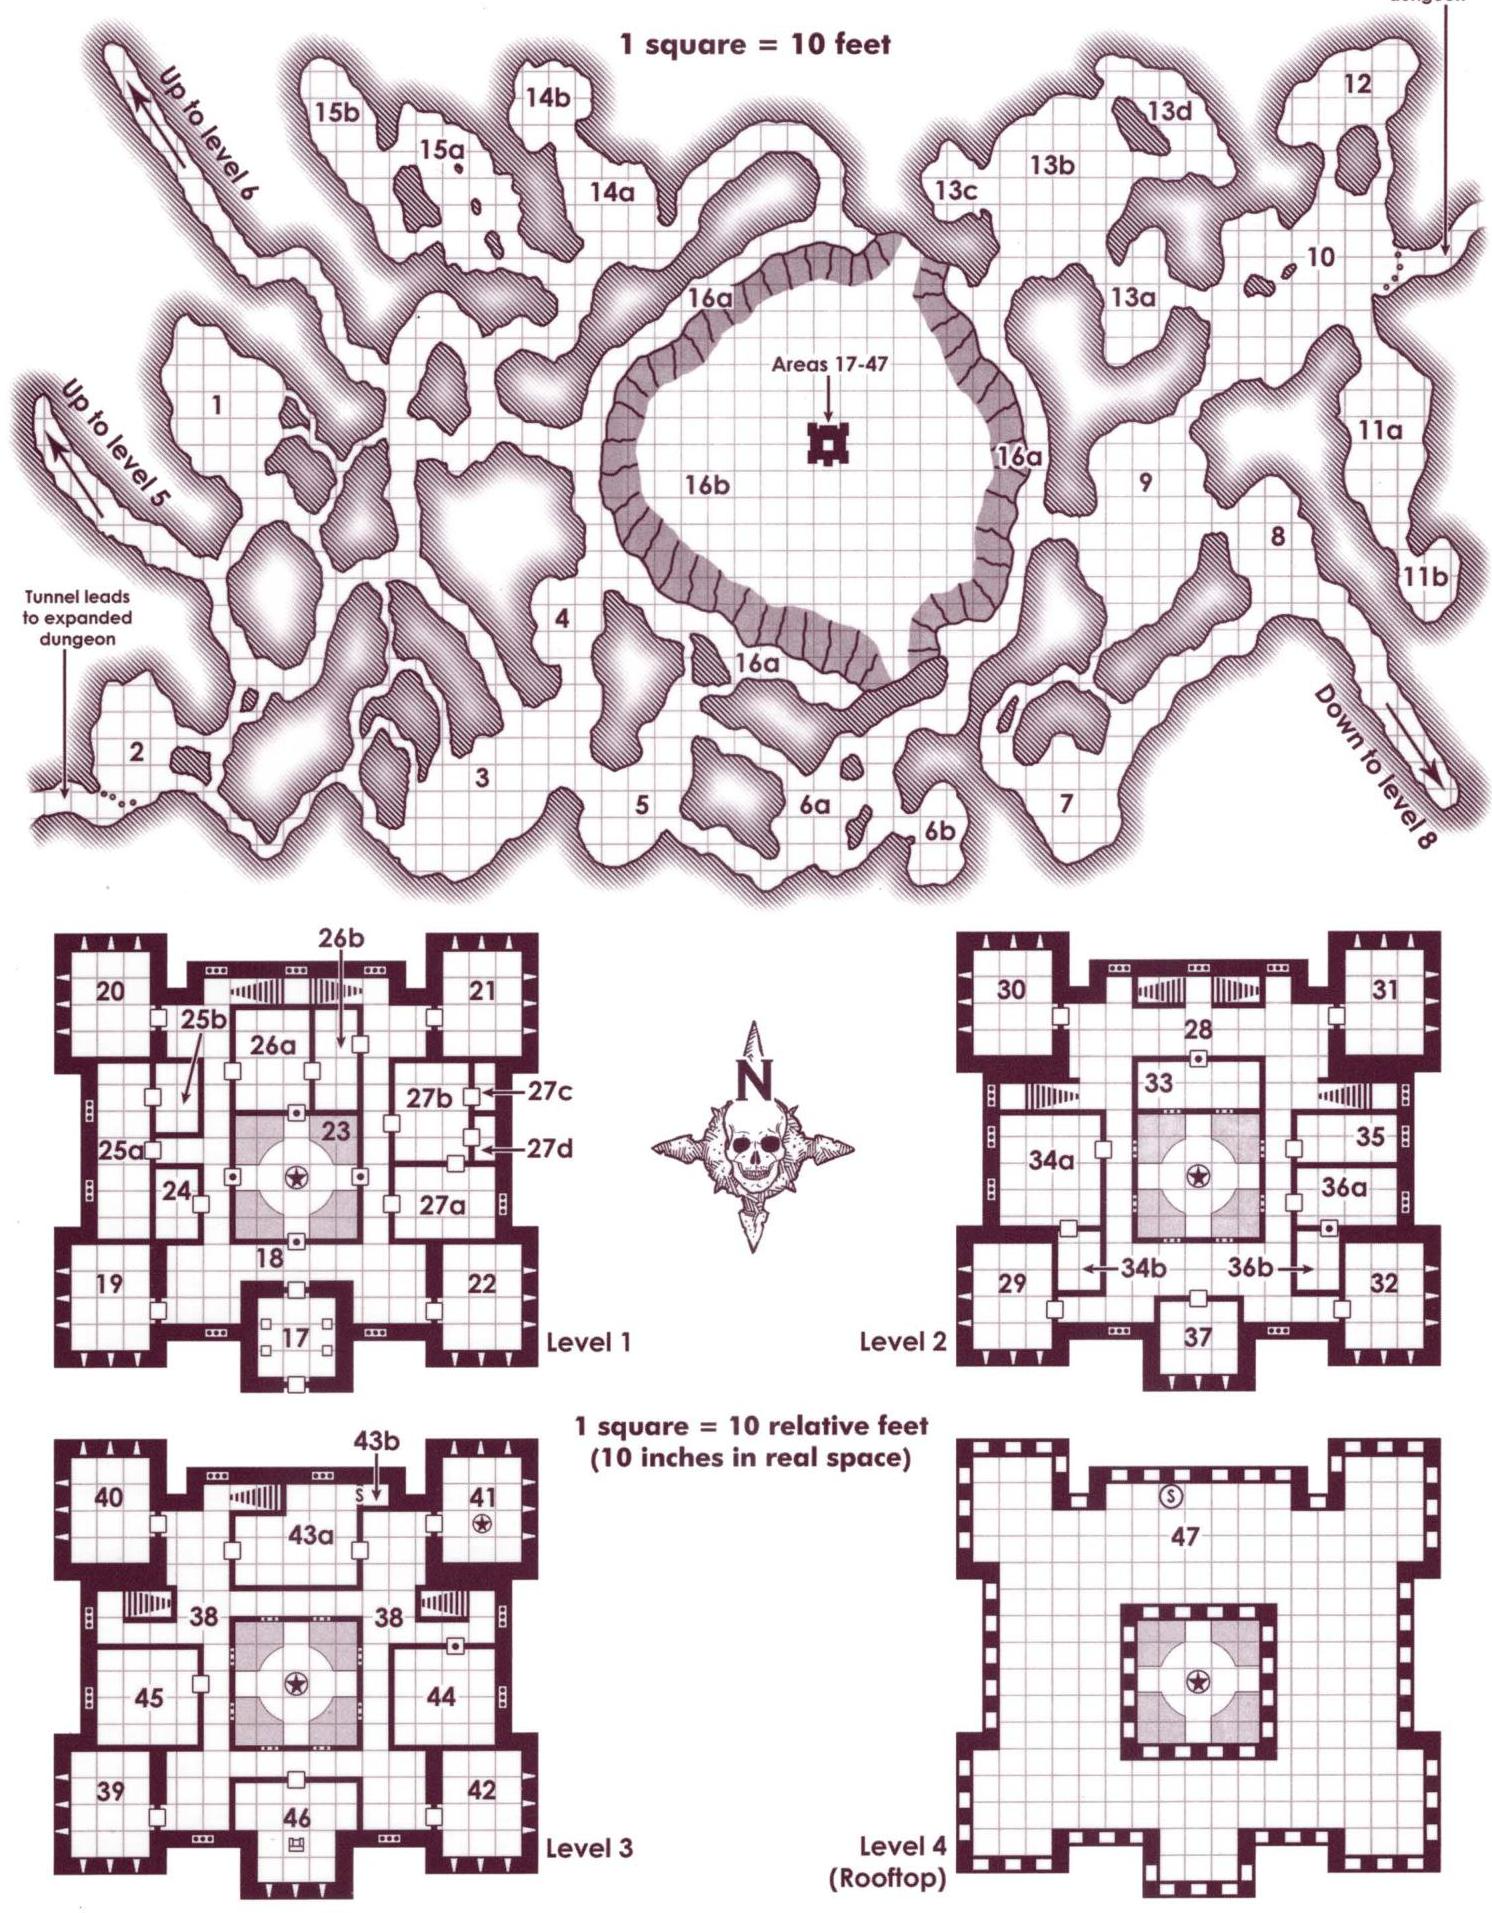 dungeon
1 square = 10 feet
Up to level 6
15b
15a
14b
14a
13d
13b
13c
13a
12
10
16a
Areas 17-47
1
Up to level 5
16b
16a
11a
9
8
11b
Tunnel leads
to expanded
dungeon
4
16a
2
3
5
6a
6b
7
Down to level 8
26b
20
21
25b
26a
27b
27c
23
25a
27d
24
27a
18
19
22
17
Level 1
N
30
31
28
33
35
34a
36a
34b
36b
29
32
37
Level 2
1 square = 10 relative feet
(10 inches in real space)
43b
40
S
41
43a
38
38
45
44
39
42
46
Level 3
S
47
Level 4
(Rooftop)